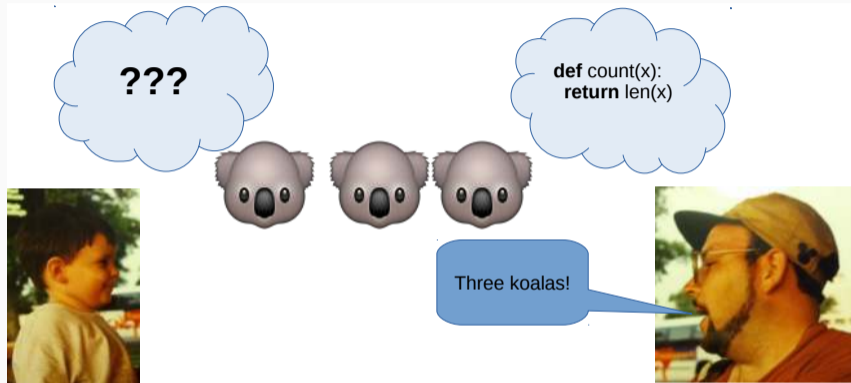 ???
def count(x):
return len(x)
Three koalas!